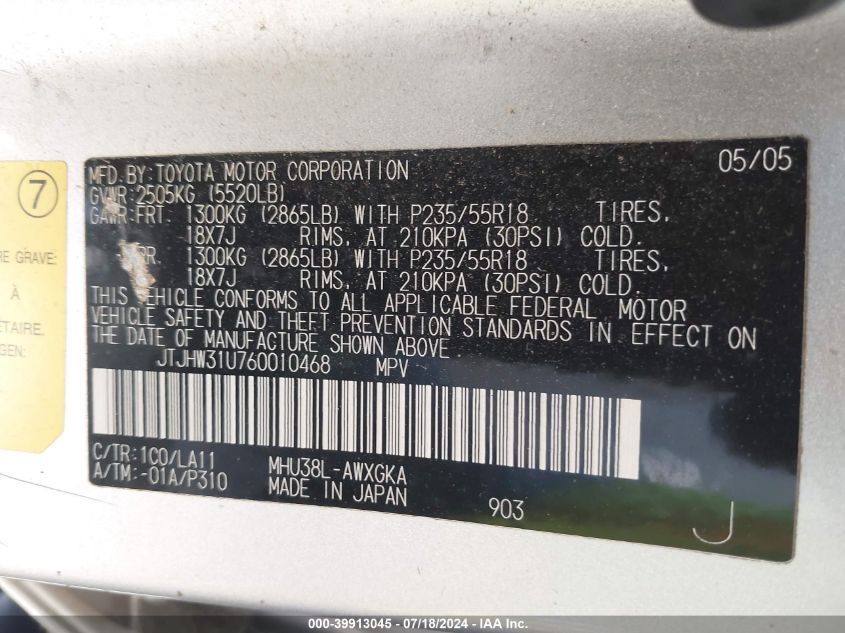 7
RE GRAVE:
À
ÉTAIRE,
GEN:
MFD.BY:TOYOTA MOTOR CORPORATION 05/05
GVWR:2505KG (5520LB)
GAWR:FRT. 1300KG (2865LB) WITH P235/55R18 TIRES,
18X7J RIMS, AT 210KPA (30PSI) COLD.
RR. 1300KG (2865LB) WITH P235/55R18 TIRES,
18X7J RIMS, AT 210KPA (30PSI) COLD.
THIS VEHICLE CONFORMS TO ALL APPLICABLE FEDERAL MOTOR
VEHICLE SAFETY AND THEFT PREVENTION STANDARDS IN EFFECT ON
THE DATE OF MANUFACTURE SHOWN ABOVE.
JTJHW31U760010468 MPV
C/TR:1C0/LA11 MHU38L-AWXGKA
A/TM:-01A/P310 MADE IN JAPAN
903
J
000-39913045 - 07/18/2024 - IAA Inc.